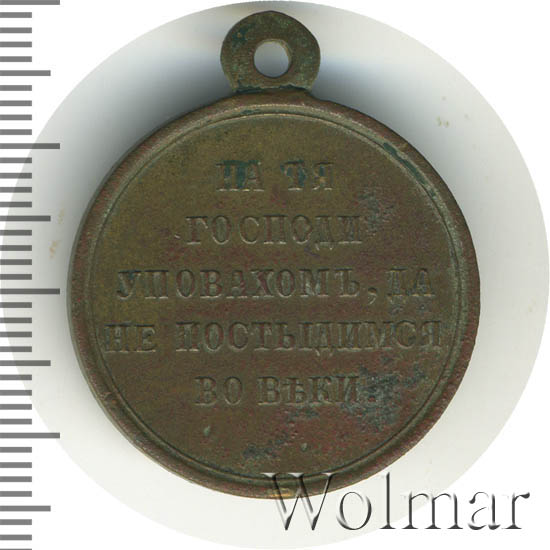 НА ТЯ
ГОСПОДИ
УПОВАХОМЪ, ДА
НЕ ПОСТЫДИМСЯ
ВО ВѢКИ.
Wolmar